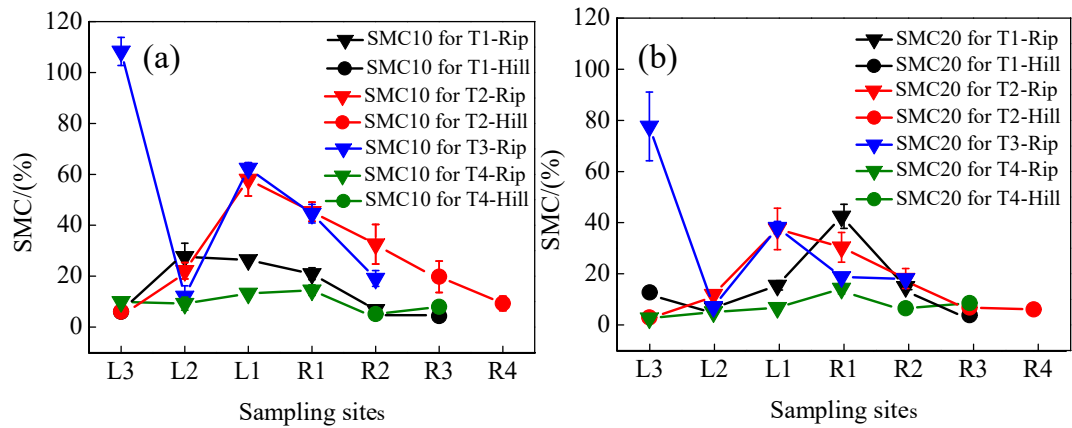 120
100
80
60
40
20
0
SMC/(%)
(a)
SMC10 for T1-Rip
SMC10 for T1-Hill
SMC10 for T2-Rip
SMC10 for T2-Hill
SMC10 for T3-Rip
SMC10 for T4-Rip
SMC10 for T4-Hill
L3 L2 L1 R1 R2 R3 R4
Sampling sites
120
100
80
60
40
20
0
SMC/(%)
(b)
SMC20 for T1-Rip
SMC20 for T1-Hill
SMC20 for T2-Rip
SMC20 for T2-Hill
SMC20 for T3-Rip
SMC20 for T4-Rip
SMC20 for T4-Hill
L3 L2 L1 R1 R2 R3 R4
Sampling sites